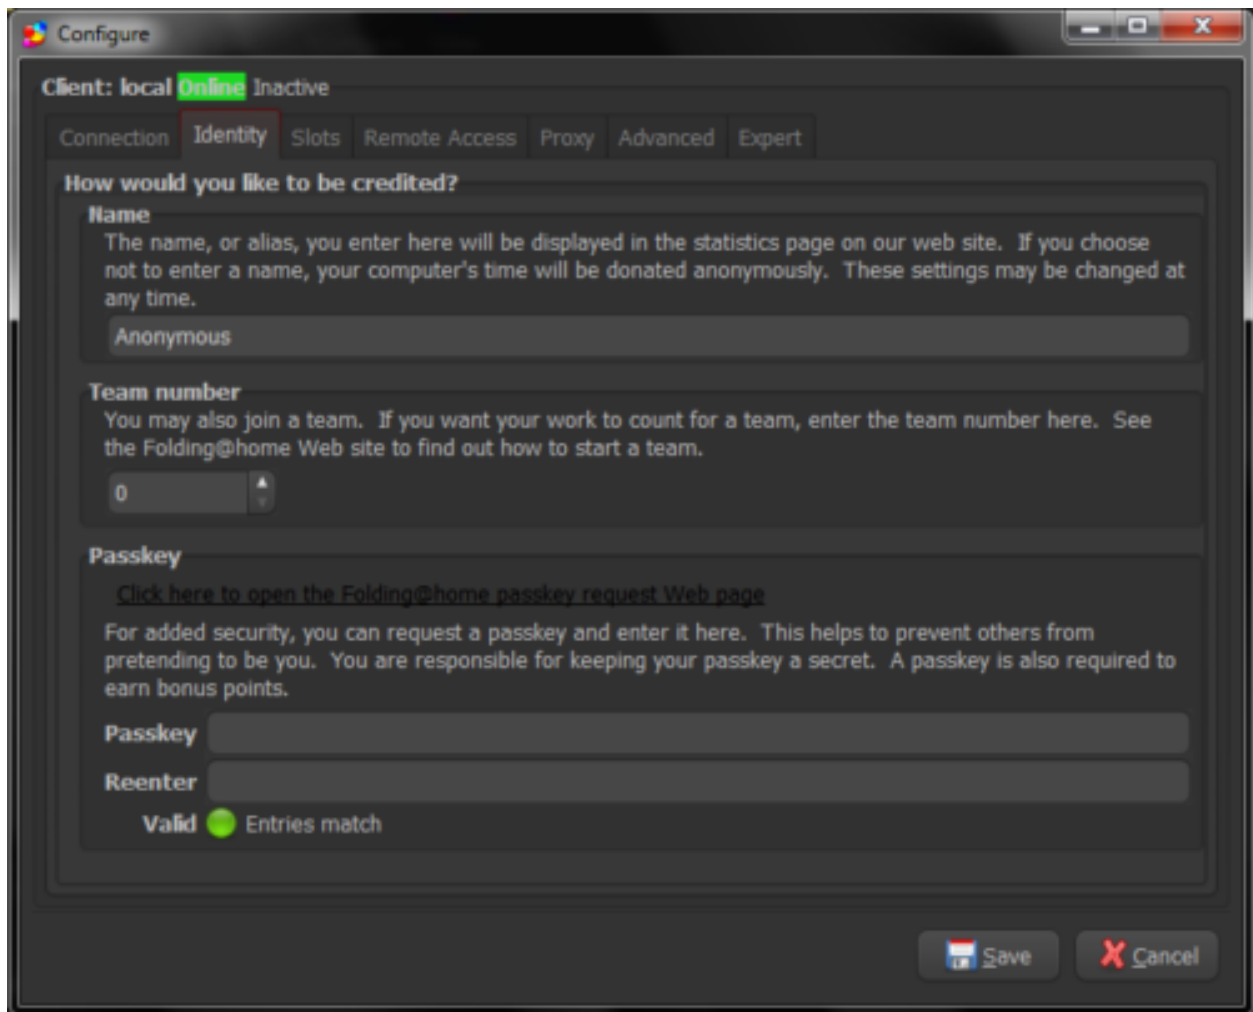 Configure
Client: local Online Inactive
Connection Identity Slots Remote Access Proxy Advanced Expert
How would you like to be credited?
Name
The name, or alias, you enter here will be displayed in the statistics page on our web site. If you choose
not to enter a name, your computer's time will be donated anonymously. These settings may be changed at
any time.
Anonymous
Team number
You may also join a team. If you want your work to count for a team, enter the team number here. See
the Folding@home Web site to find out how to start a team.
0
Passkey
Click here to open the Folding@home passkey request Web page
For added security, you can request a passkey and enter it here. This helps to prevent others from
pretending to be you. You are responsible for keeping your passkey a secret. A passkey is also required to
earn bonus points.
Passkey
Reenter
Valid Entries match
Save Cancel